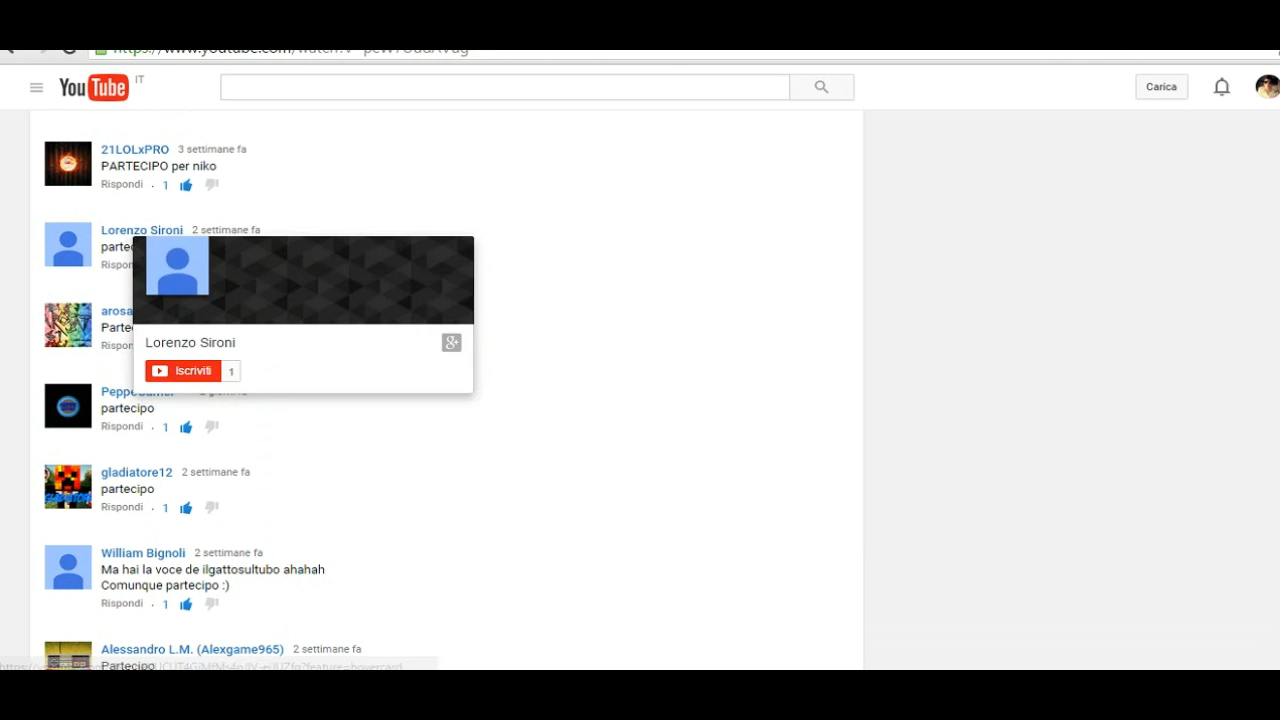 YouTube IT
Carica
21LOLxPRO 3 settimane fa
PARTECIPO per niko
Rispondi · 1
Lorenzo Sironi 2 settimane fa
Lorenzo Sironi
Iscriviti 1
partecipo
Rispondi · 1
gladiatore12 2 settimane fa
partecipo
Rispondi · 1
William Bignoli 2 settimane fa
Ma hai la voce de ilgattosultubo ahahah
Comunque partecipo :)
Rispondi · 1
Alessandro L.M. (Alexgame965) 2 settimane fa
Partecipo